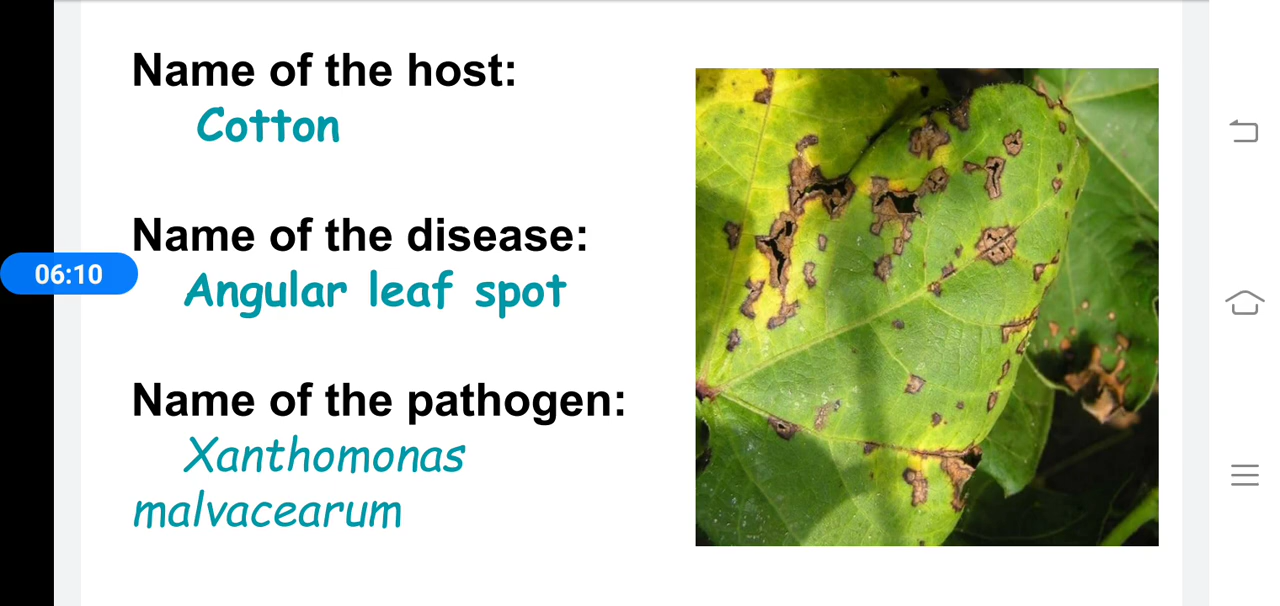 Name of the host:
Cotton
Name of the disease:
06:10
Angular leaf spot
Name of the pathogen:
Xanthomonas
malvacearum